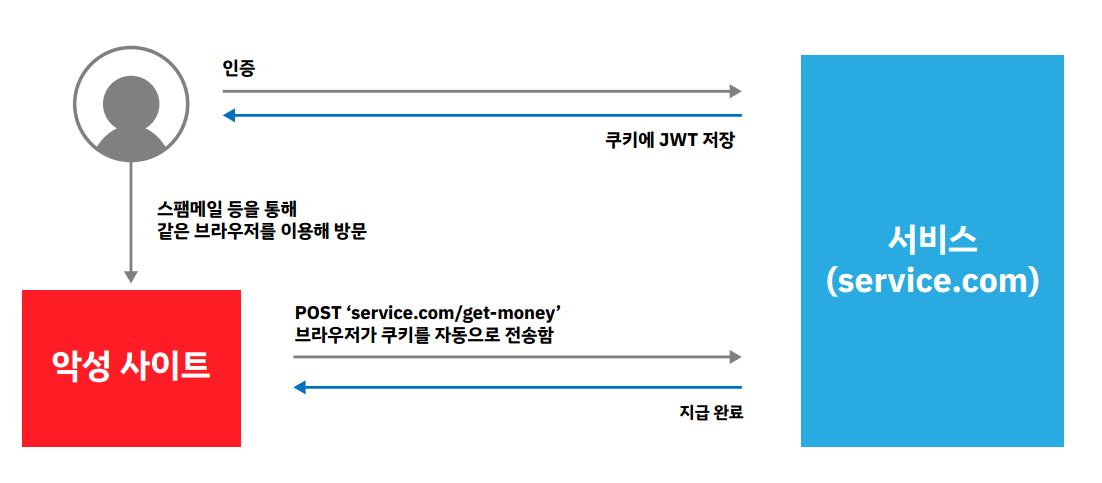 인증
쿠키에 JWT 저장
스팸메일 등을 통해
같은 브라우저를 이용해 방문
서비스
(service.com)
악성 사이트
POST ‘service.com/get-money’
브라우저가 쿠키를 자동으로 전송함
지급 완료